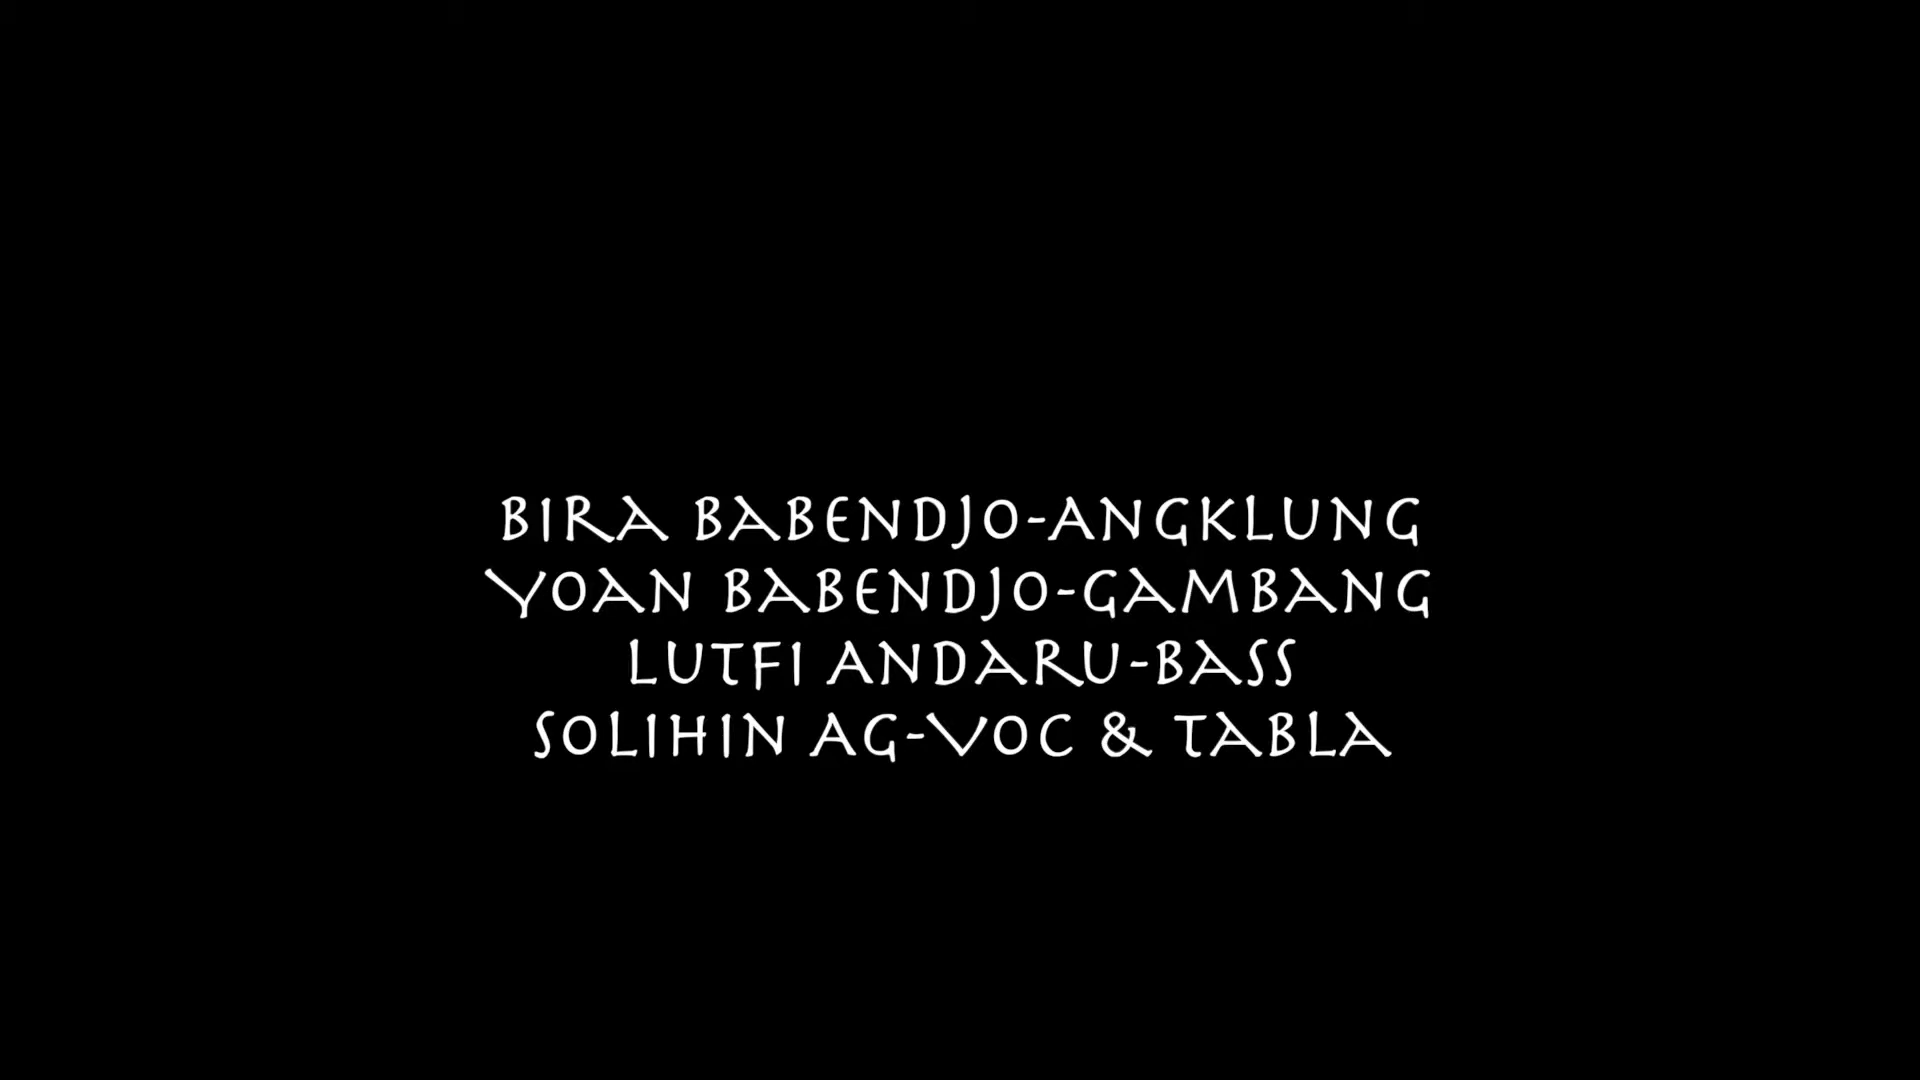 BIRA BABENDJO-ANGKLUNG
YOAN BABENDJO-GAMBANG
LUTFI ANDARU-BASS
SOLIHIN AG-VOC & TABLA